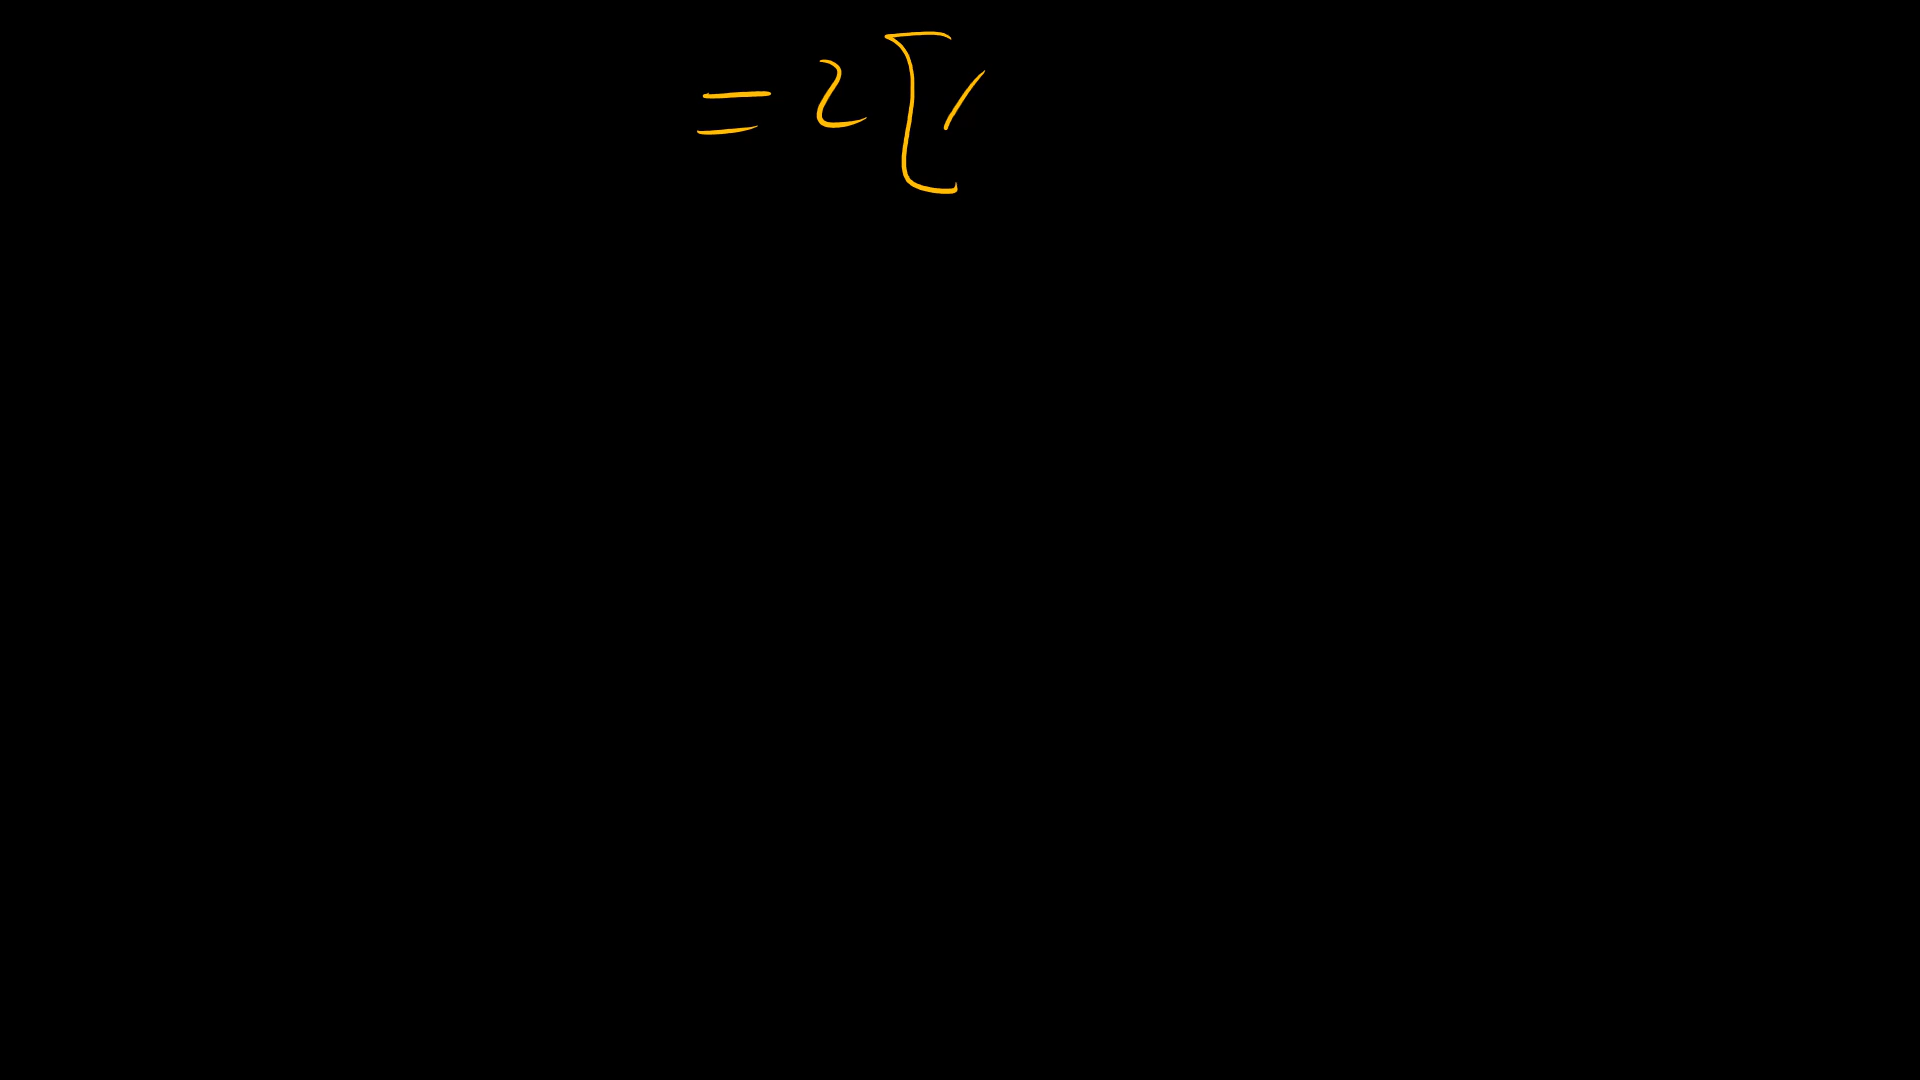 = 2 [